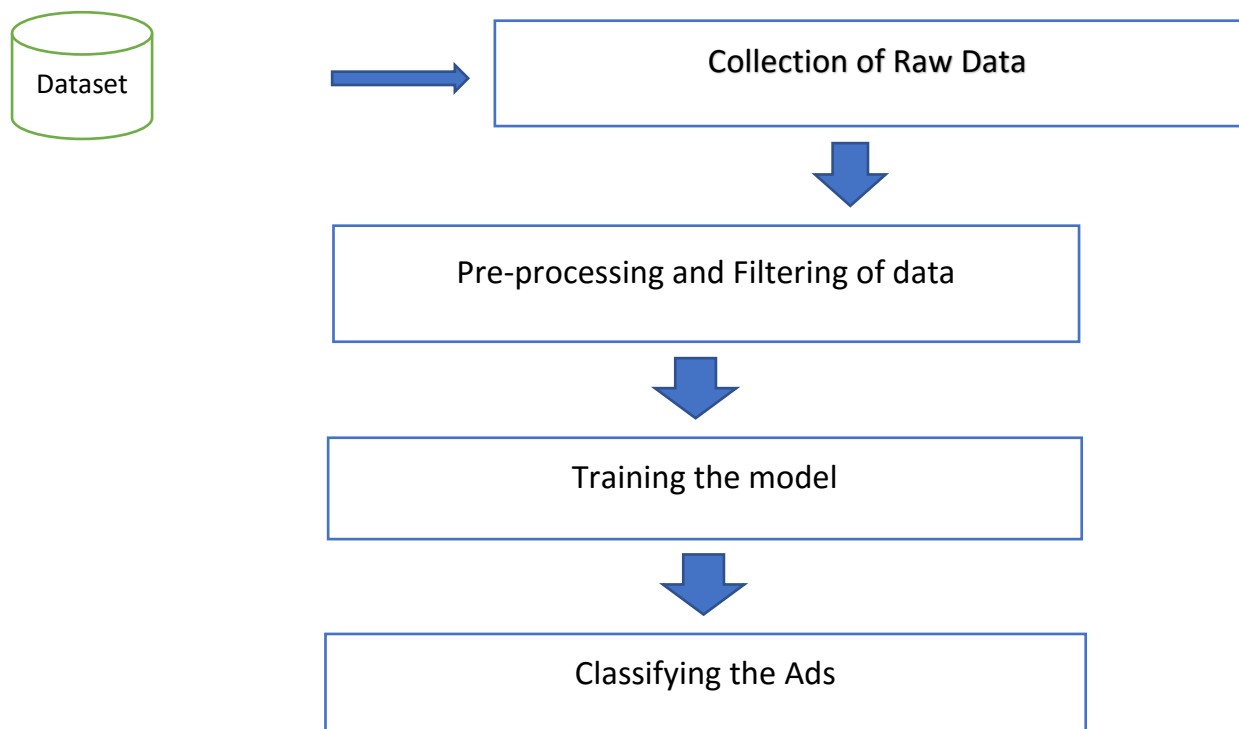 Dataset
Collection of Raw Data
Pre-processing and Filtering of data
Training the model
Classifying the Ads